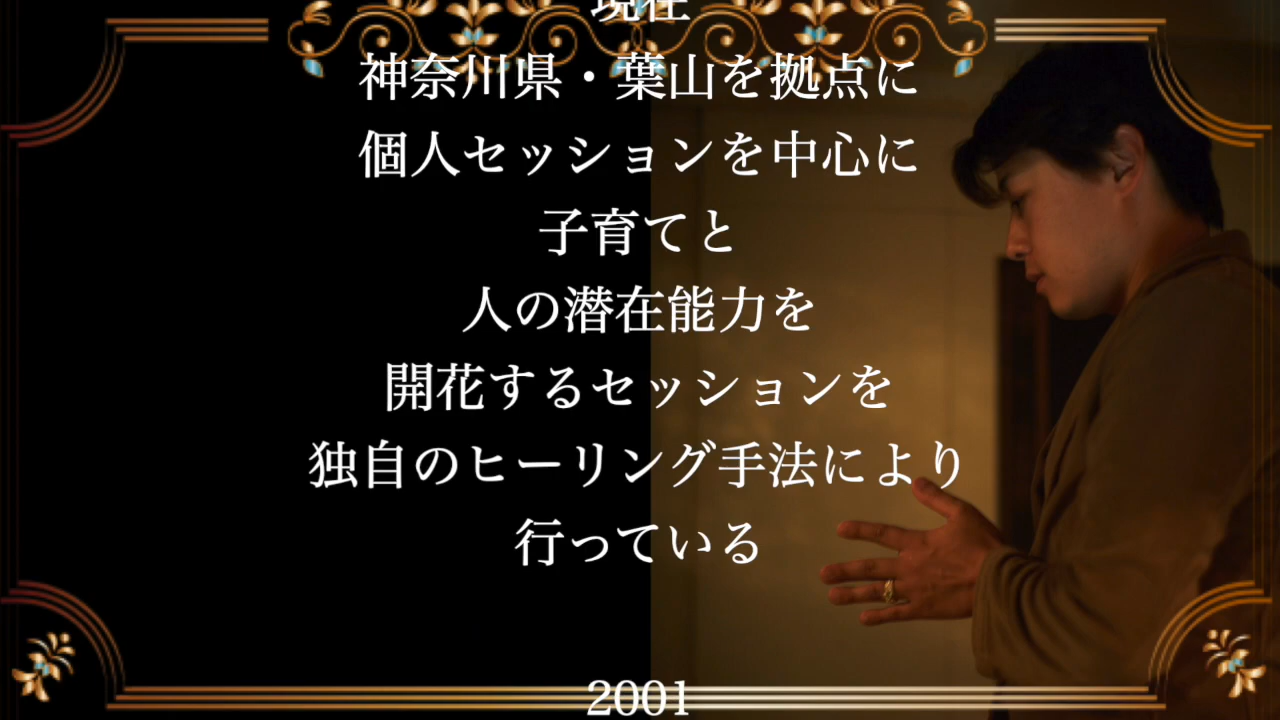 現在
神奈川県・葉山を拠点に
個人セッションを中心に
子育てと
人の潜在能力を
開花するセッションを
独自のヒーリング手法により
行っている
2001